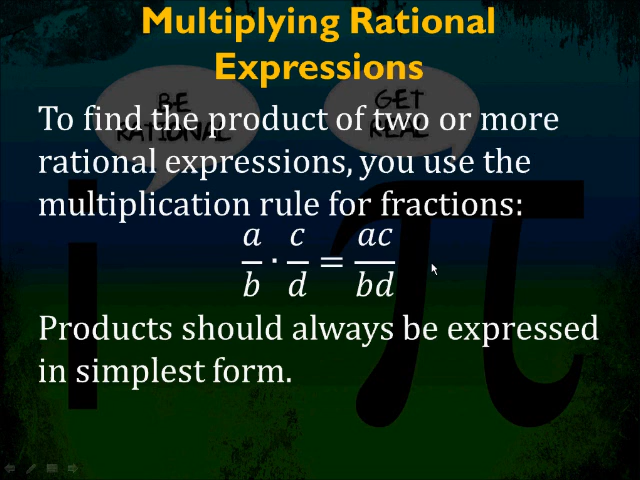 Multiplying Rational
Expressions
BE
RATIONAL
GET
REAL
To find the product of two or more
rational expressions, you use the
multiplication rule for fractions:
a/b · c/d = ac/bd
Products should always be expressed
in simplest form.
i
π